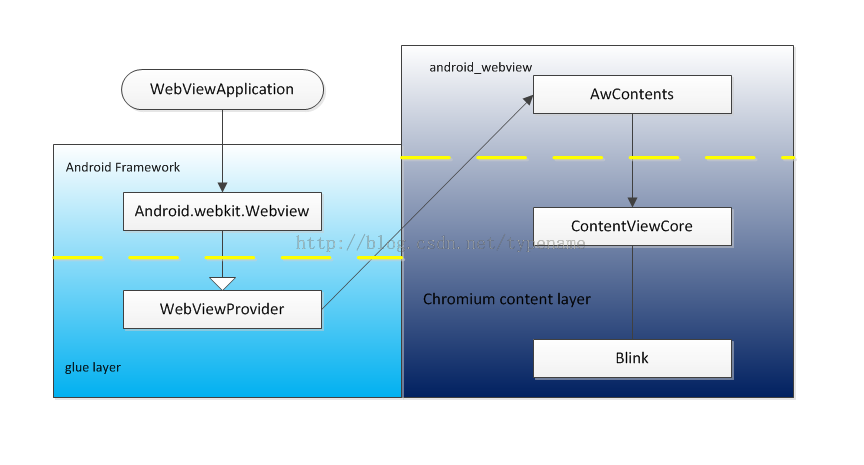 android_webview
WebViewApplication
AwContents
Android Framework
Android.webkit.Webview
ContentViewCore
http://blog.csdn.net/typename
WebViewProvider
Chromium content layer
Blink
glue layer